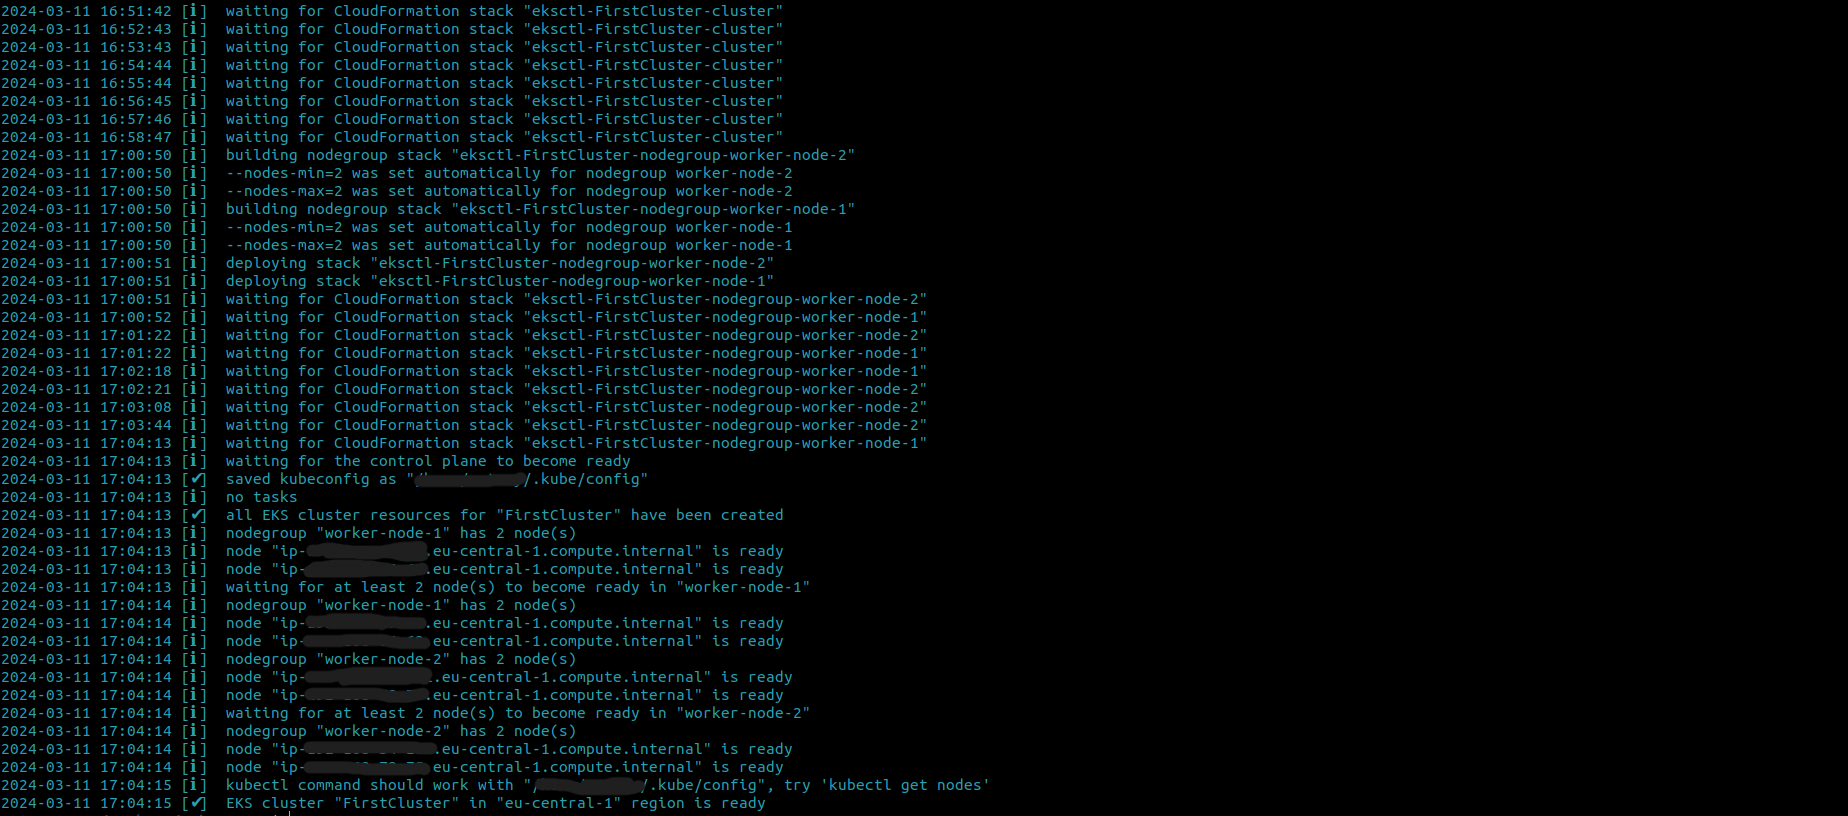 2024-03-11 16:51:42 [ℹ]  waiting for CloudFormation stack "eksctl-FirstCluster-cluster"
2024-03-11 16:52:43 [ℹ]  waiting for CloudFormation stack "eksctl-FirstCluster-cluster"
2024-03-11 16:53:43 [ℹ]  waiting for CloudFormation stack "eksctl-FirstCluster-cluster"
2024-03-11 16:54:44 [ℹ]  waiting for CloudFormation stack "eksctl-FirstCluster-cluster"
2024-03-11 16:55:44 [ℹ]  waiting for CloudFormation stack "eksctl-FirstCluster-cluster"
2024-03-11 16:56:45 [ℹ]  waiting for CloudFormation stack "eksctl-FirstCluster-cluster"
2024-03-11 16:57:46 [ℹ]  waiting for CloudFormation stack "eksctl-FirstCluster-cluster"
2024-03-11 16:58:47 [ℹ]  waiting for CloudFormation stack "eksctl-FirstCluster-cluster"
2024-03-11 17:00:50 [ℹ]  building nodegroup stack "eksctl-FirstCluster-nodegroup-worker-node-2"
2024-03-11 17:00:50 [ℹ]  --nodes-min=2 was set automatically for nodegroup worker-node-2
2024-03-11 17:00:50 [ℹ]  --nodes-max=2 was set automatically for nodegroup worker-node-2
2024-03-11 17:00:50 [ℹ]  building nodegroup stack "eksctl-FirstCluster-nodegroup-worker-node-1"
2024-03-11 17:00:50 [ℹ]  --nodes-min=2 was set automatically for nodegroup worker-node-1
2024-03-11 17:00:50 [ℹ]  --nodes-max=2 was set automatically for nodegroup worker-node-1
2024-03-11 17:00:51 [ℹ]  deploying stack "eksctl-FirstCluster-nodegroup-worker-node-2"
2024-03-11 17:00:51 [ℹ]  deploying stack "eksctl-FirstCluster-nodegroup-worker-node-1"
2024-03-11 17:00:51 [ℹ]  waiting for CloudFormation stack "eksctl-FirstCluster-nodegroup-worker-node-2"
2024-03-11 17:00:52 [ℹ]  waiting for CloudFormation stack "eksctl-FirstCluster-nodegroup-worker-node-1"
2024-03-11 17:01:22 [ℹ]  waiting for CloudFormation stack "eksctl-FirstCluster-nodegroup-worker-node-2"
2024-03-11 17:01:22 [ℹ]  waiting for CloudFormation stack "eksctl-FirstCluster-nodegroup-worker-node-1"
2024-03-11 17:02:18 [ℹ]  waiting for CloudFormation stack "eksctl-FirstCluster-nodegroup-worker-node-1"
2024-03-11 17:02:21 [ℹ]  waiting for CloudFormation stack "eksctl-FirstCluster-nodegroup-worker-node-2"
2024-03-11 17:03:08 [ℹ]  waiting for CloudFormation stack "eksctl-FirstCluster-nodegroup-worker-node-2"
2024-03-11 17:03:44 [ℹ]  waiting for CloudFormation stack "eksctl-FirstCluster-nodegroup-worker-node-2"
2024-03-11 17:04:13 [ℹ]  waiting for CloudFormation stack "eksctl-FirstCluster-nodegroup-worker-node-1"
2024-03-11 17:04:13 [ℹ]  waiting for the control plane to become ready
2024-03-11 17:04:13 [✔]  saved kubeconfig as "/.kube/config"
2024-03-11 17:04:13 [ℹ]  no tasks
2024-03-11 17:04:13 [✔]  all EKS cluster resources for "FirstCluster" have been created
2024-03-11 17:04:13 [ℹ]  nodegroup "worker-node-1" has 2 node(s)
2024-03-11 17:04:13 [ℹ]  node "ip-.eu-central-1.compute.internal" is ready
2024-03-11 17:04:13 [ℹ]  node "ip-.eu-central-1.compute.internal" is ready
2024-03-11 17:04:13 [ℹ]  waiting for at least 2 node(s) to become ready in "worker-node-1"
2024-03-11 17:04:14 [ℹ]  nodegroup "worker-node-1" has 2 node(s)
2024-03-11 17:04:14 [ℹ]  node "ip-.eu-central-1.compute.internal" is ready
2024-03-11 17:04:14 [ℹ]  node "ip-.eu-central-1.compute.internal" is ready
2024-03-11 17:04:14 [ℹ]  nodegroup "worker-node-2" has 2 node(s)
2024-03-11 17:04:14 [ℹ]  node "ip-.eu-central-1.compute.internal" is ready
2024-03-11 17:04:14 [ℹ]  node "ip-.eu-central-1.compute.internal" is ready
2024-03-11 17:04:14 [ℹ]  waiting for at least 2 node(s) to become ready in "worker-node-2"
2024-03-11 17:04:14 [ℹ]  nodegroup "worker-node-2" has 2 node(s)
2024-03-11 17:04:14 [ℹ]  node "ip-.eu-central-1.compute.internal" is ready
2024-03-11 17:04:14 [ℹ]  node "ip-.eu-central-1.compute.internal" is ready
2024-03-11 17:04:15 [ℹ]  kubectl command should work with "/.kube/config", try 'kubectl get nodes'
2024-03-11 17:04:15 [✔]  EKS cluster "FirstCluster" in "eu-central-1" region is ready